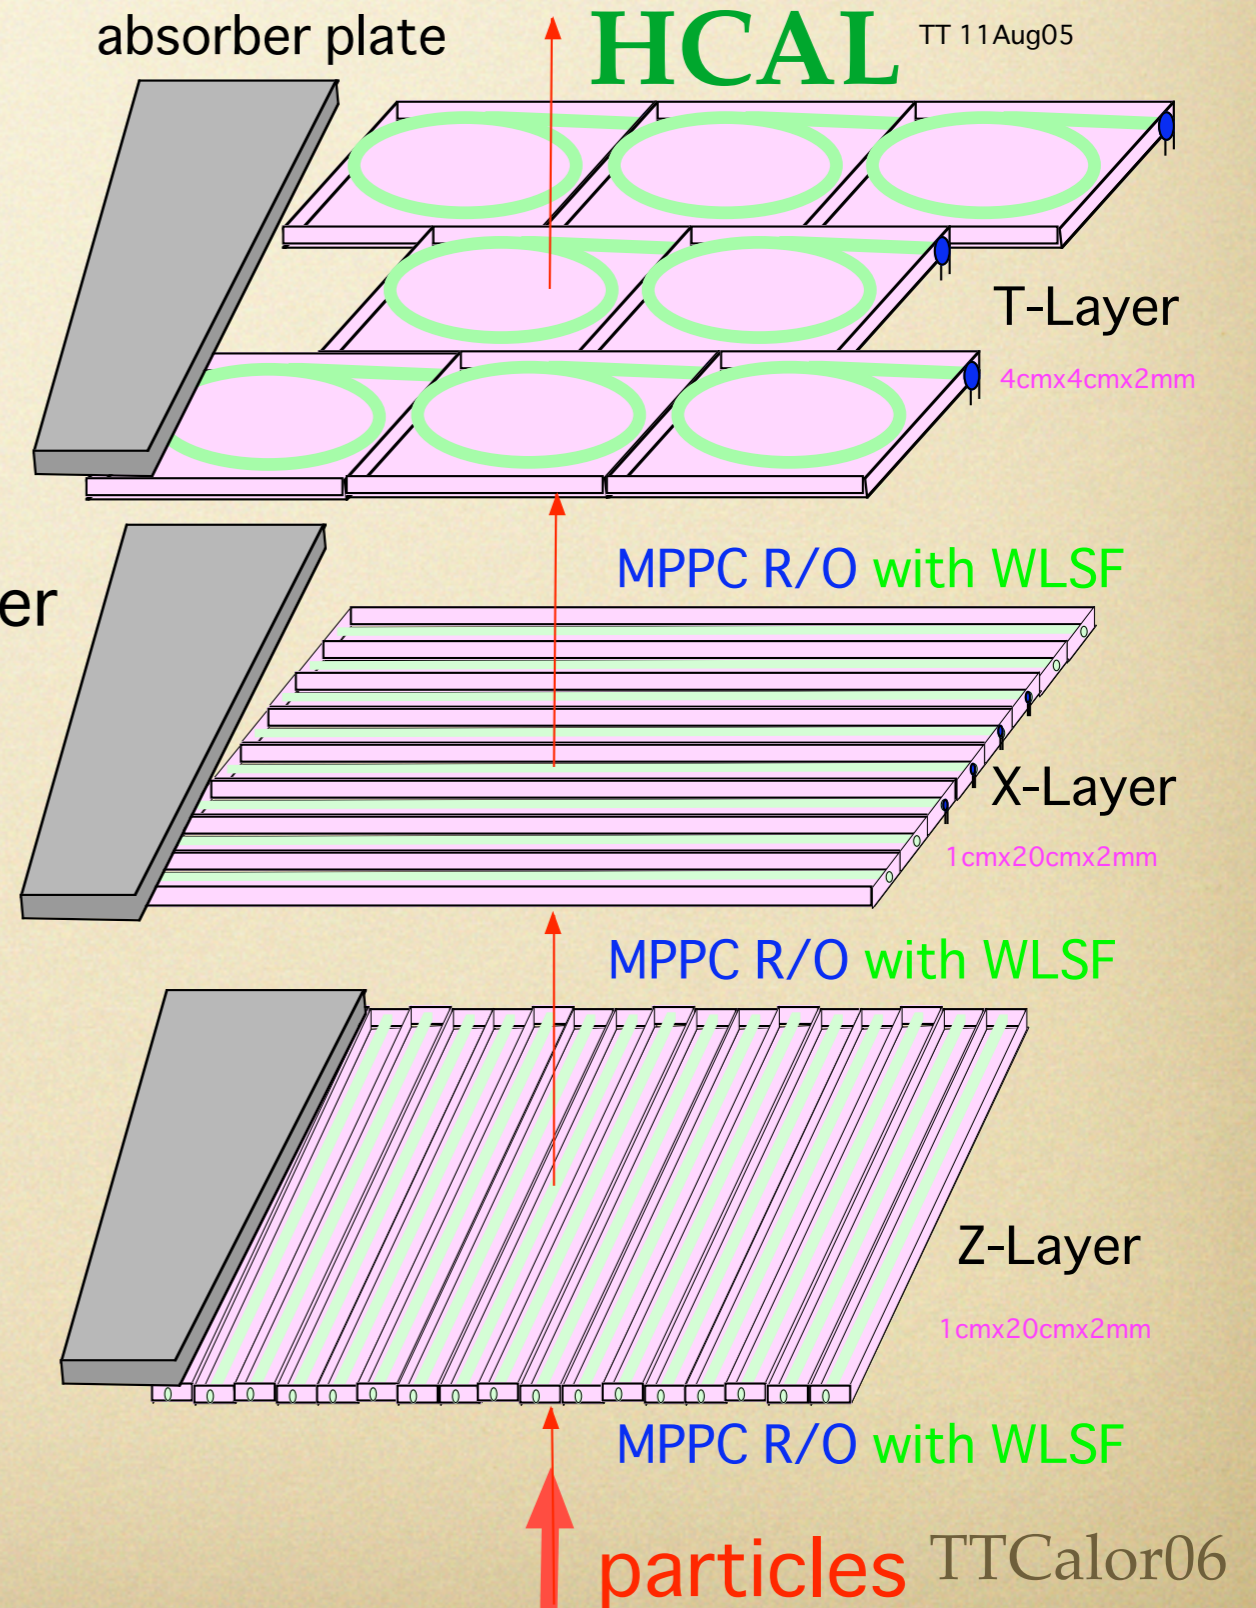 absorber plate
HCAL
TT 11Aug05
T-Layer
4cmx4cmx2mm
MPPC R/O with WLSF
er
X-Layer
1cmx20cmx2mm
MPPC R/O with WLSF
Z-Layer
1cmx20cmx2mm
MPPC R/O with WLSF
particles
TTCalor06